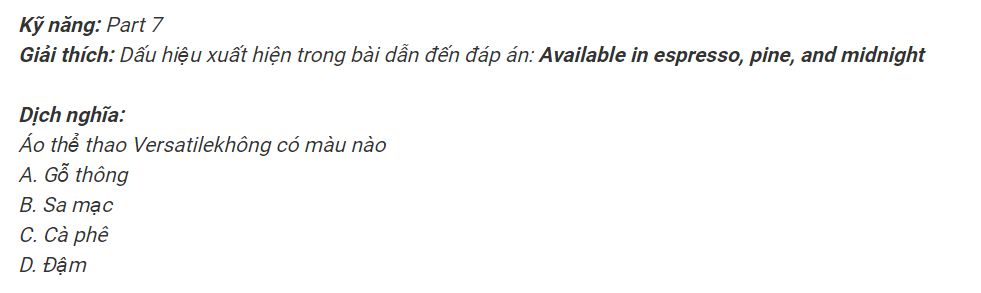 Kỹ năng: Part 7
Giải thích: Dấu hiệu xuất hiện trong bài dẫn đến đáp án: Available in espresso, pine, and midnight
Dịch nghĩa:
Áo thể thao Versatilekhông có màu nào
A. Gỗ thông
B. Sa mạc
C. Cà phê
D. Đậm